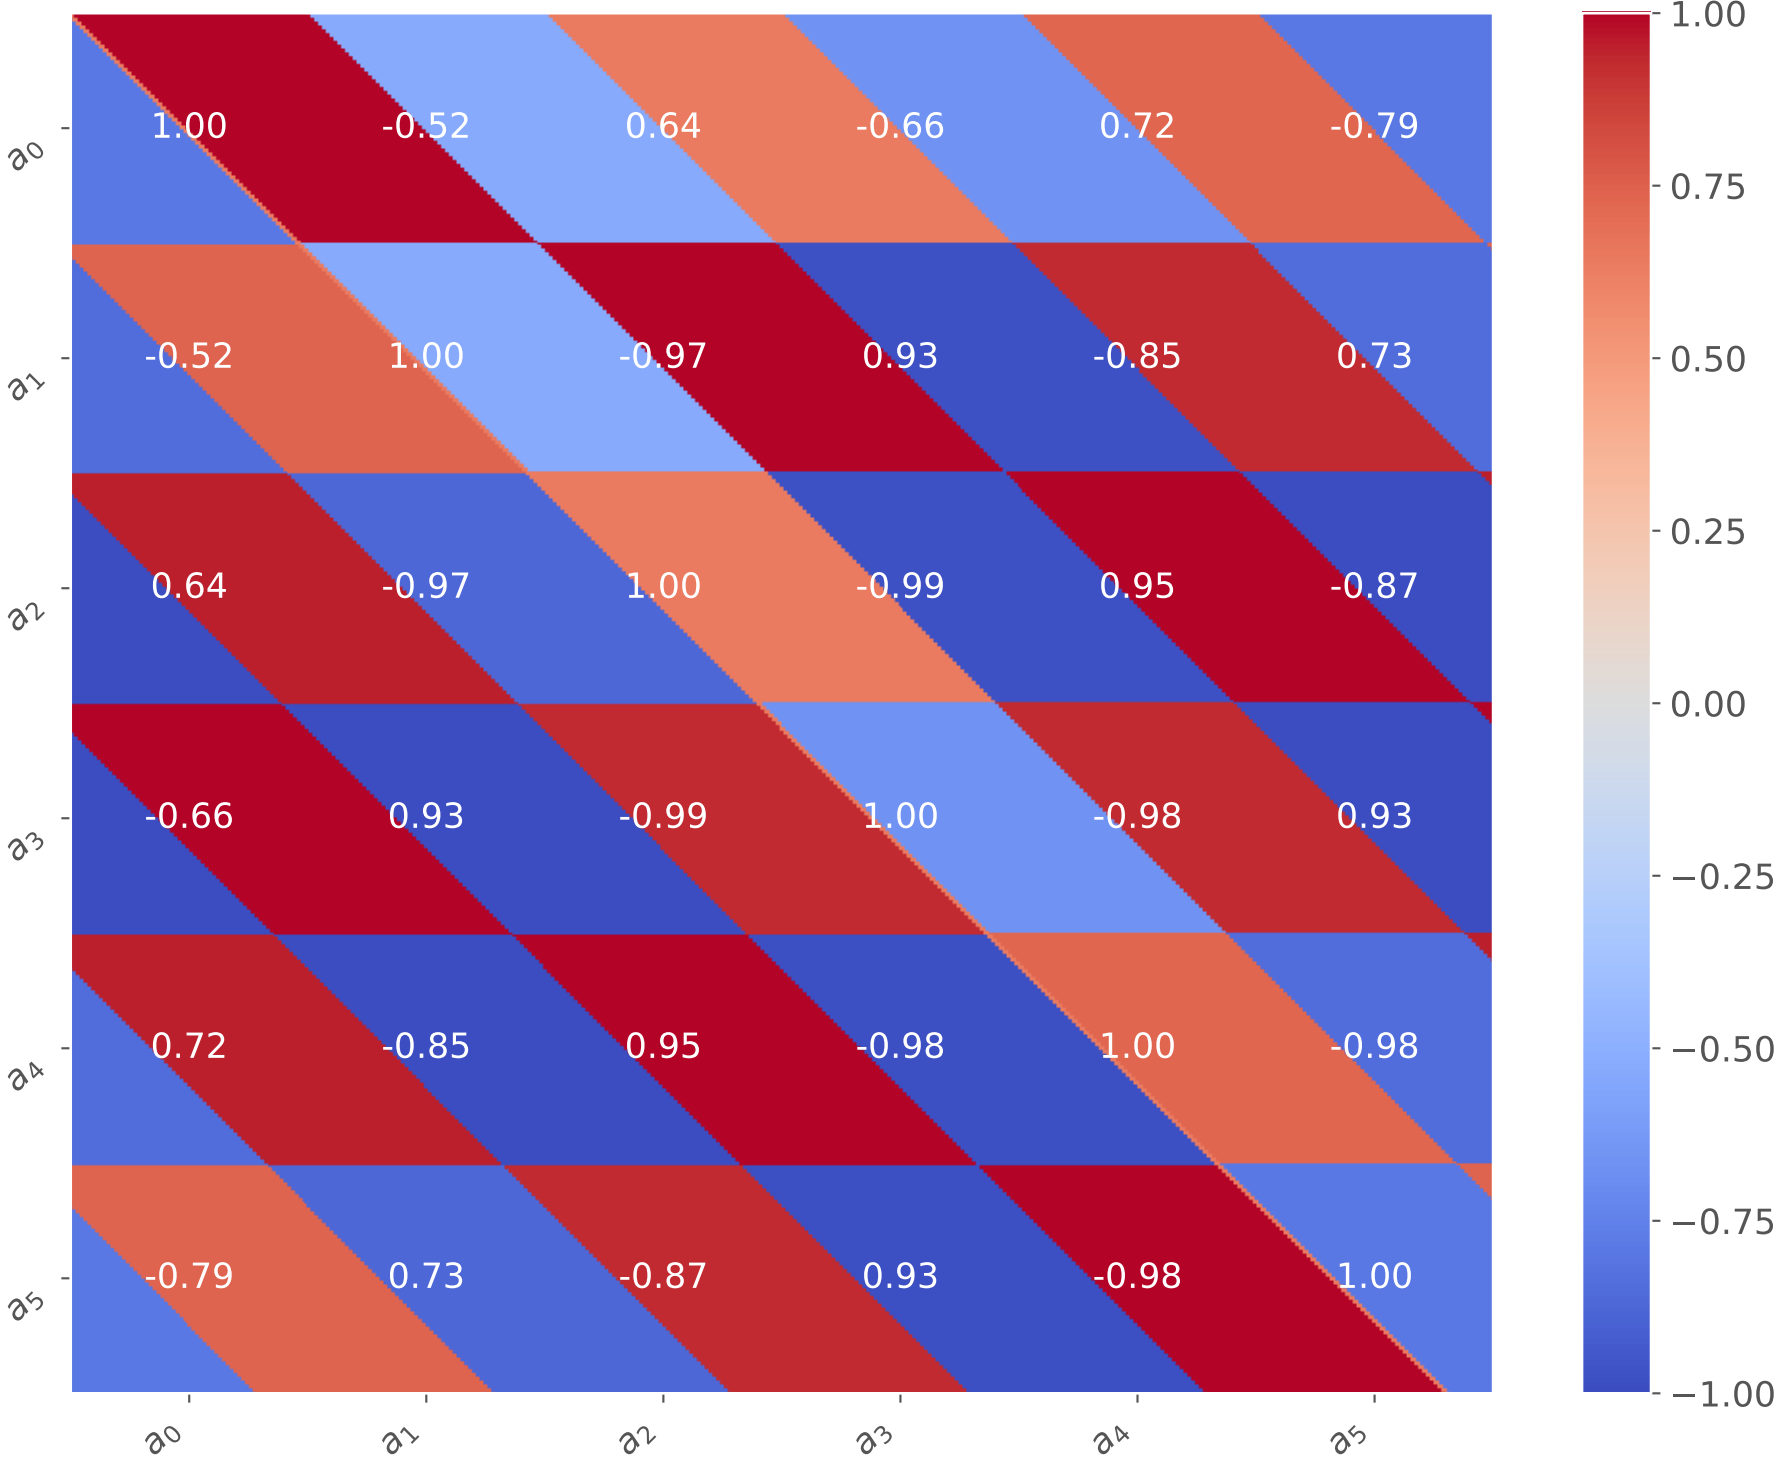 1.00
a0 1.00 -0.52 0.64 -0.66 0.72 -0.79
0.75
a1 -0.52 1.00 -0.97 0.93 -0.85 0.73
0.50
0.25
a2 0.64 -0.97 1.00 -0.99 0.95 -0.87
0.00
a3 -0.66 0.93 -0.99 1.00 -0.98 0.93
−0.25
a4 0.72 -0.85 0.95 -0.98 1.00 -0.98
−0.50
−0.75
a5 -0.79 0.73 -0.87 0.93 -0.98 1.00
−1.00
a0 a1 a2 a3 a4 a5